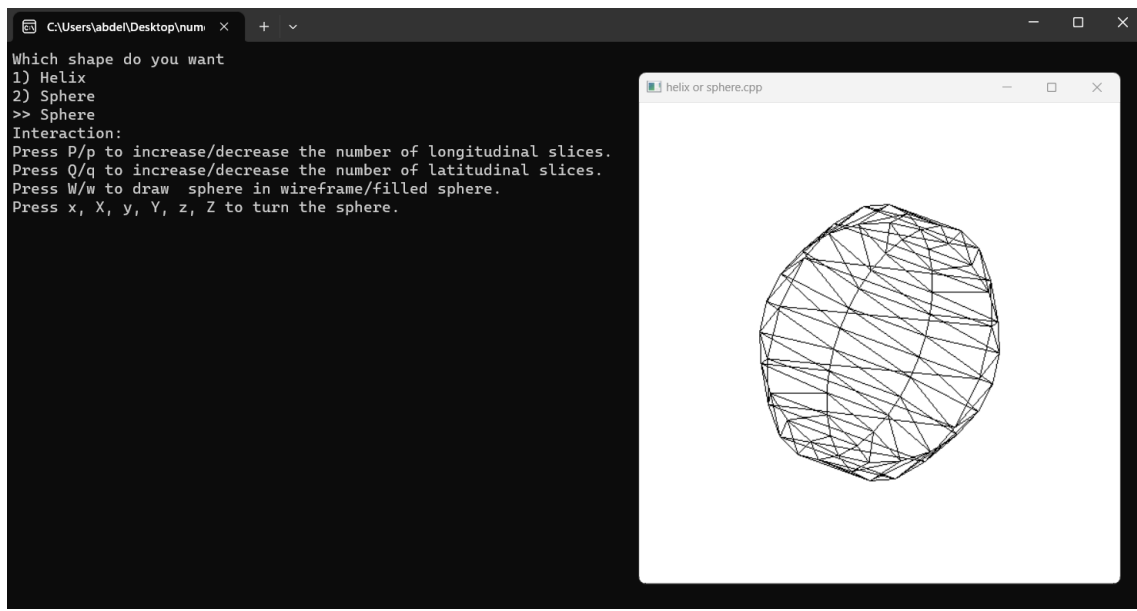 C:\Users\abdel\Desktop\num
Which shape do you want
1) Helix
2) Sphere
>> Sphere
Interaction:
Press P/p to increase/decrease the number of longitudinal slices.
Press Q/q to increase/decrease the number of latitudinal slices.
Press W/w to draw  sphere in wireframe/filled sphere.
Press x, X, y, Y, z, Z to turn the sphere.
helix or sphere.cpp